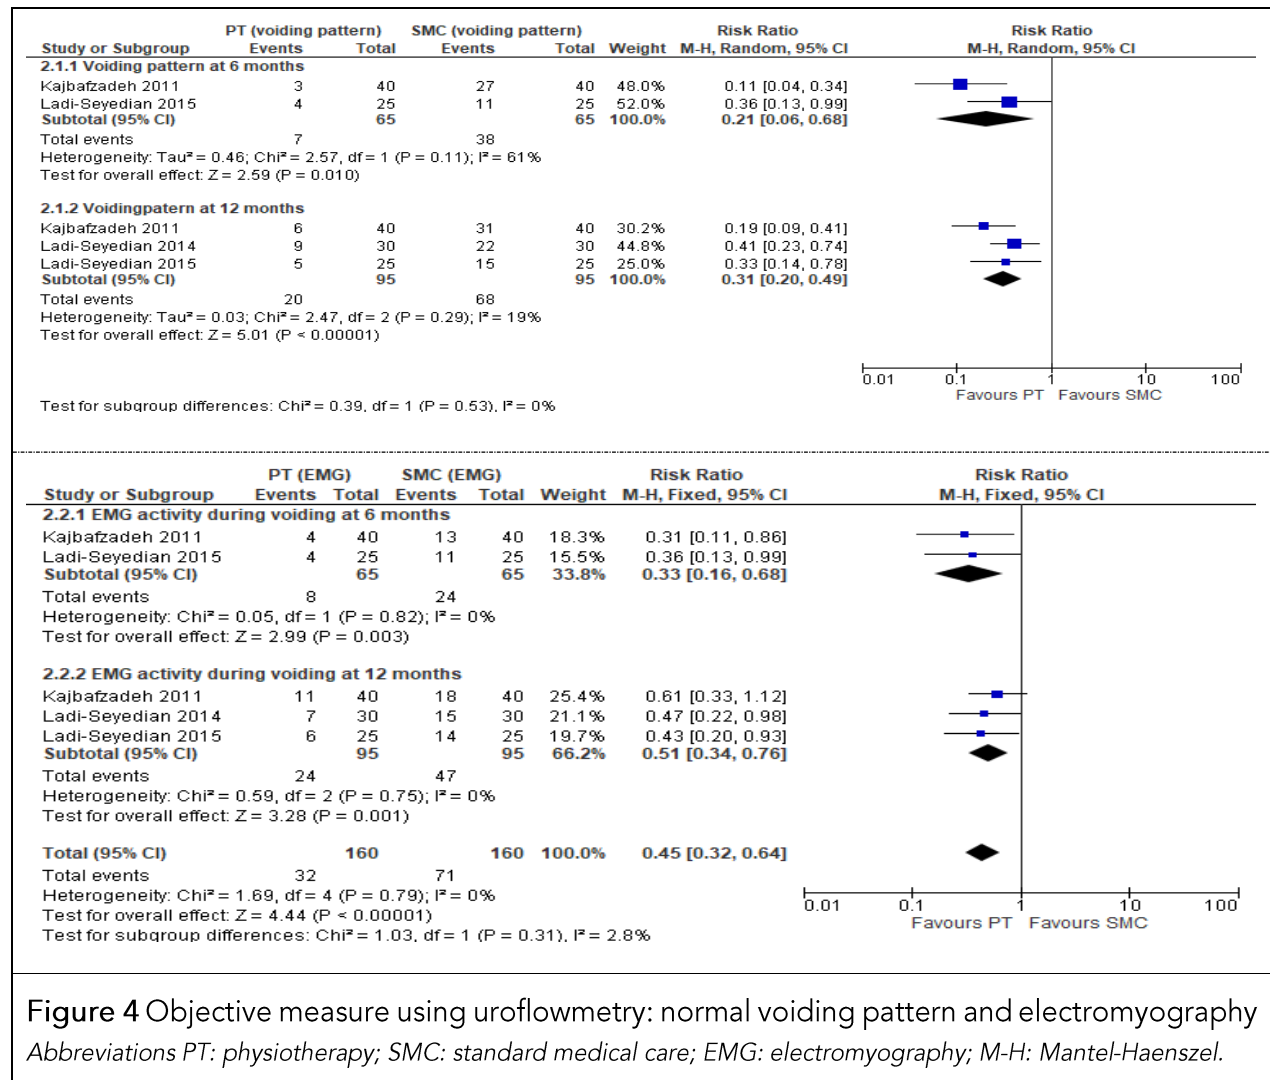 PT (voiding pattern) SMC (voiding pattern) Risk Ratio Risk Ratio
Study or Subgroup Events Total Events Total Weight M-H, Random, 95% CI M-H, Random, 95% CI
2.1.1 Voiding pattern at 6 months
Kajbafzadeh 2011 3 40 27 40 48.0% 0.11 [0.04, 0.34]
Ladi-Seyedian 2015 4 25 11 25 52.0% 0.36 [0.13, 0.99]
Subtotal (95% CI) 65 65 100.0% 0.21 [0.06, 0.68]
Total events 7 38
Heterogeneity: Tau² = 0.46; Chi² = 2.57, df = 1 (P = 0.11); I² = 61%
Test for overall effect: Z = 2.59 (P = 0.010)
2.1.2 Voidingpatern at 12 months
Kajbafzadeh 2011 6 40 31 40 30.2% 0.19 [0.09, 0.41]
Ladi-Seyedian 2014 9 30 22 30 44.8% 0.41 [0.23, 0.74]
Ladi-Seyedian 2015 5 25 15 25 25.0% 0.33 [0.14, 0.78]
Subtotal (95% CI) 95 95 100.0% 0.31 [0.20, 0.49]
Total events 20 68
Heterogeneity: Tau² = 0.03; Chi² = 2.47, df = 2 (P = 0.29); I² = 19%
Test for overall effect: Z = 5.01 (P < 0.00001)
0.01 0.1 1 10 100
Favours PT Favours SMC
Test for subgroup differences: Chi² = 0.39, df = 1 (P = 0.53), I² = 0%
PT (EMG) SMC (EMG) Risk Ratio Risk Ratio
Study or Subgroup Events Total Events Total Weight M-H, Fixed, 95% CI M-H, Fixed, 95% CI
2.2.1 EMG activity during voiding at 6 months
Kajbafzadeh 2011 4 40 13 40 18.3% 0.31 [0.11, 0.86]
Ladi-Seyedian 2015 4 25 11 25 15.5% 0.36 [0.13, 0.99]
Subtotal (95% CI) 65 65 33.8% 0.33 [0.16, 0.68]
Total events 8 24
Heterogeneity: Chi² = 0.05, df = 1 (P = 0.82); I² = 0%
Test for overall effect: Z = 2.99 (P = 0.003)
2.2.2 EMG activity during voiding at 12 months
Kajbafzadeh 2011 11 40 18 40 25.4% 0.61 [0.33, 1.12]
Ladi-Seyedian 2014 7 30 15 30 21.1% 0.47 [0.22, 0.98]
Ladi-Seyedian 2015 6 25 14 25 19.7% 0.43 [0.20, 0.93]
Subtotal (95% CI) 95 95 66.2% 0.51 [0.34, 0.76]
Total events 24 47
Heterogeneity: Chi² = 0.59, df = 2 (P = 0.75); I² = 0%
Test for overall effect: Z = 3.28 (P = 0.001)
Total (95% CI) 160 160 100.0% 0.45 [0.32, 0.64]
Total events 32 71
Heterogeneity: Chi² = 1.69, df = 4 (P = 0.79); I² = 0%
Test for overall effect: Z = 4.44 (P < 0.00001)
Test for subgroup differences: Chi² = 1.03, df = 1 (P = 0.31), I² = 2.8%
0.01 0.1 1 10 100
Favours PT Favours SMC
Figure 4 Objective measure using uroflowmetry: normal voiding pattern and electromyography
Abbreviations PT: physiotherapy; SMC: standard medical care; EMG: electromyography; M-H: Mantel-Haenszel.